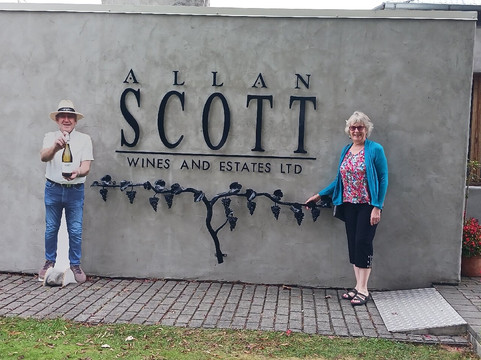 ALLAN
SCOTT
WINES AND ESTATES LTD